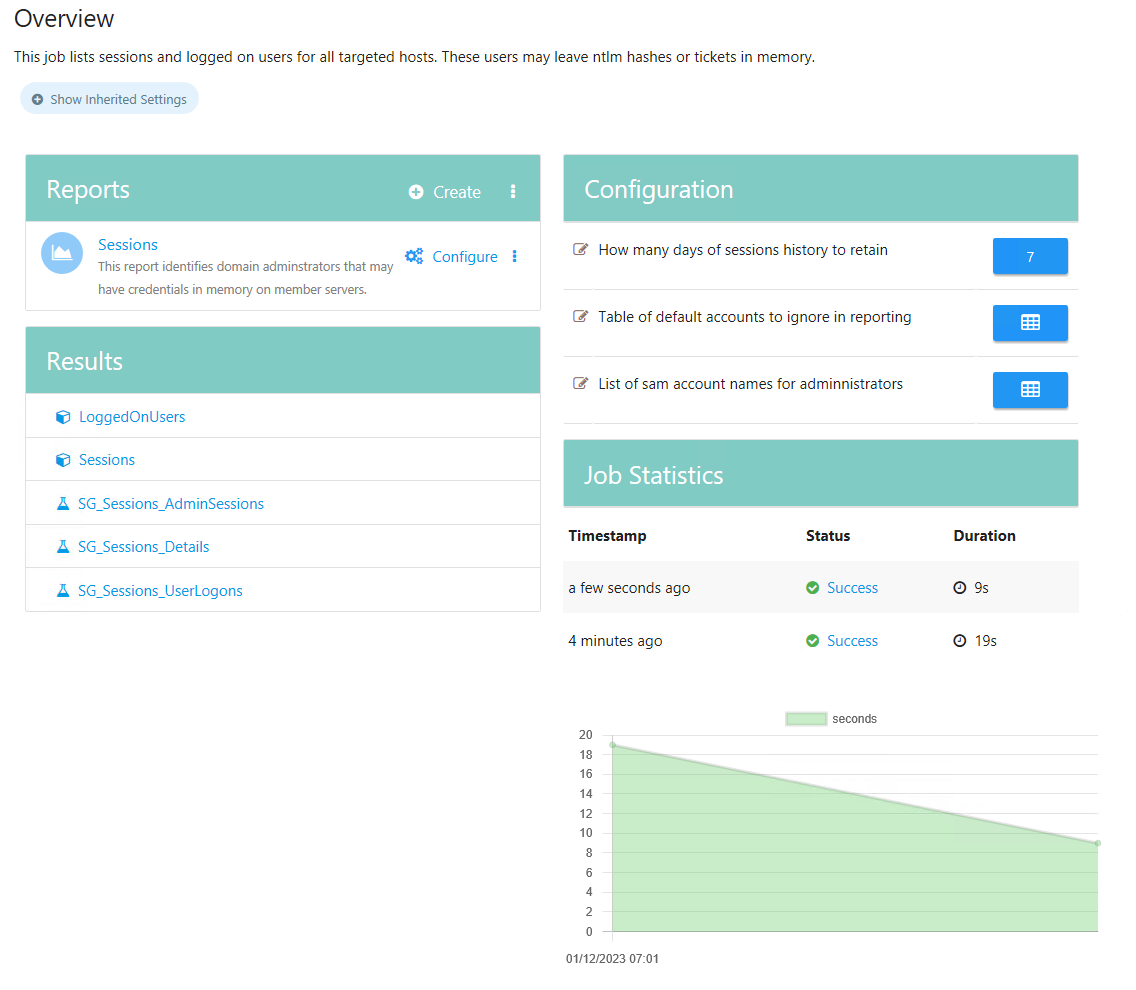 Overview
This job lists sessions and logged on users for all targeted hosts. These users may leave ntlm hashes or tickets in memory.
Show Inherited Settings
Reports
Create
Sessions
This report identifies domain adminstrators that may
have credentials in memory on member servers.
Configure
Results
LoggedOnUsers
Sessions
SG_Sessions_AdminSessions
SG_Sessions_Details
SG_Sessions_UserLogons
Configuration
How many days of sessions history to retain
7
Table of default accounts to ignore in reporting
List of sam account names for adminnistrators
Job Statistics
Timestamp Status Duration
a few seconds ago Success 9s
4 minutes ago Success 19s
seconds
20
18
16
14
12
10
8
6
4
2
0
01/12/2023 07:01